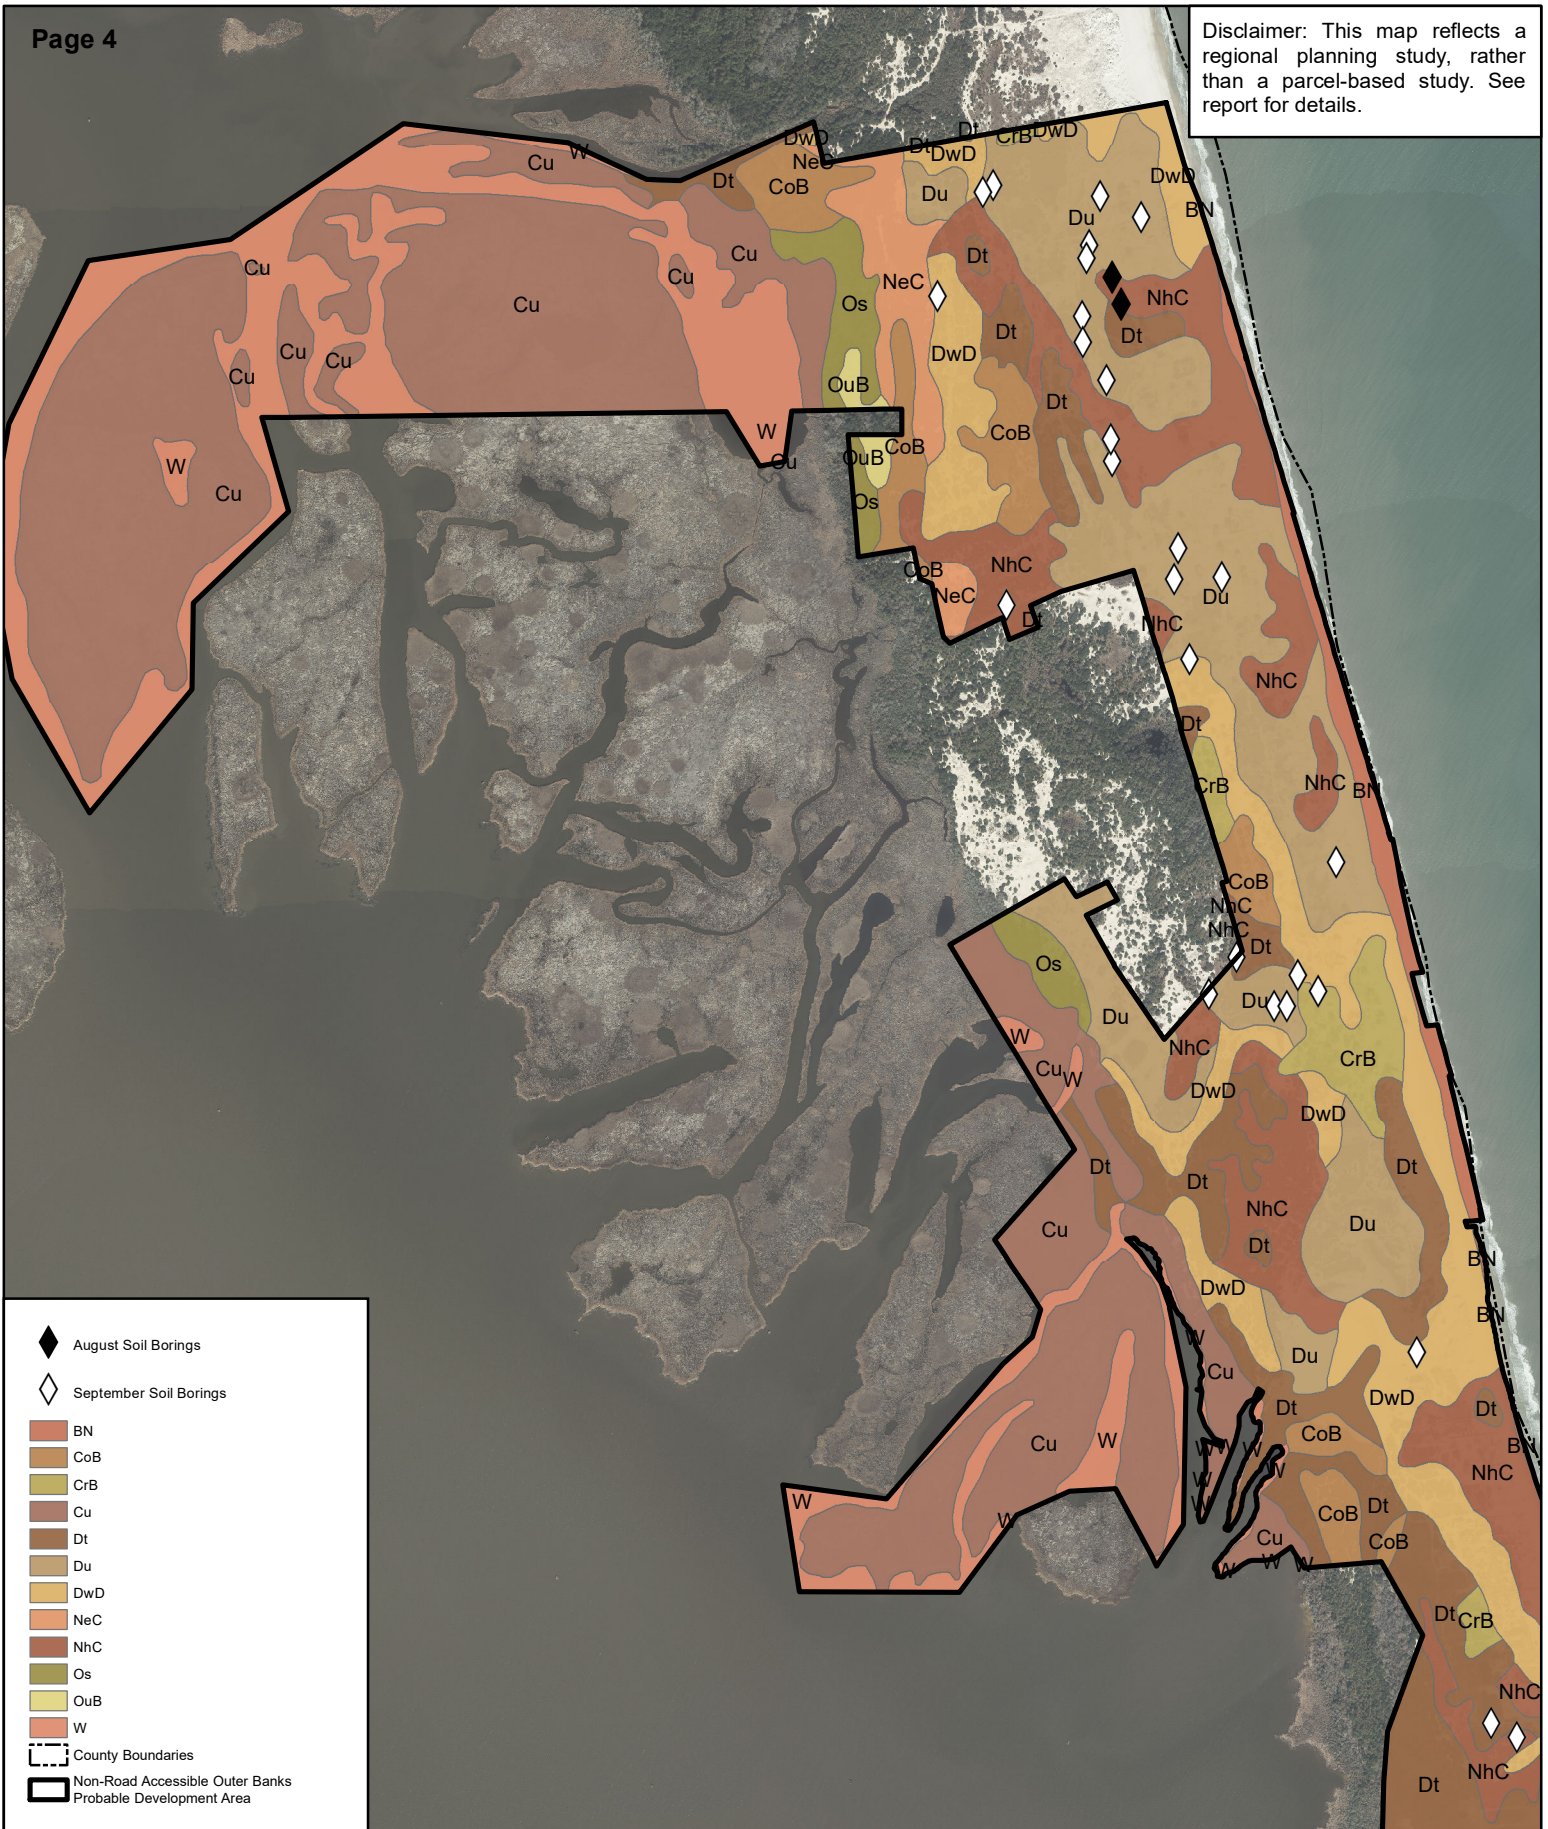 Page 4
Disclaimer: This map reflects a
regional planning study, rather
than a parcel-based study. See
report for details.
DwD
Dt
CrB
DwD
W
Cu
NeC
Dt
DwD
Dt
CoB
Du
DwD
Du
BN
Cu
Cu
Dt
Cu
NeC
NhC
Cu
Os
Dt
Dt
Cu
Cu
DwD
Cu
OuB
Dt
W
CoB
CoB
W
Cu
OuB
Cu
Os
CoB
NhC
NeC
Du
Dt
NhC
NhC
Dt
CrB
NhC
BN
CoB
NhC
NhC
Dt
Os
Du
Du
W
NhC
CrB
Cu
W
DwD
DwD
Dt
Dt
Dt
NhC
Du
Cu
Dt
BN
DwD
BN
W
Du
Cu
DwD
Dt
Dt
CoB
Cu
W
W
W
W
BN
W
NhC
W
W
W
CoB
Dt
W
Cu
CoB
W
W
W
Dt
CrB
NhC
NhC
Dt
August Soil Borings
September Soil Borings
BN
CoB
CrB
Cu
Dt
Du
DwD
NeC
NhC
Os
OuB
W
County Boundaries
Non-Road Accessible Outer Banks
Probable Development Area